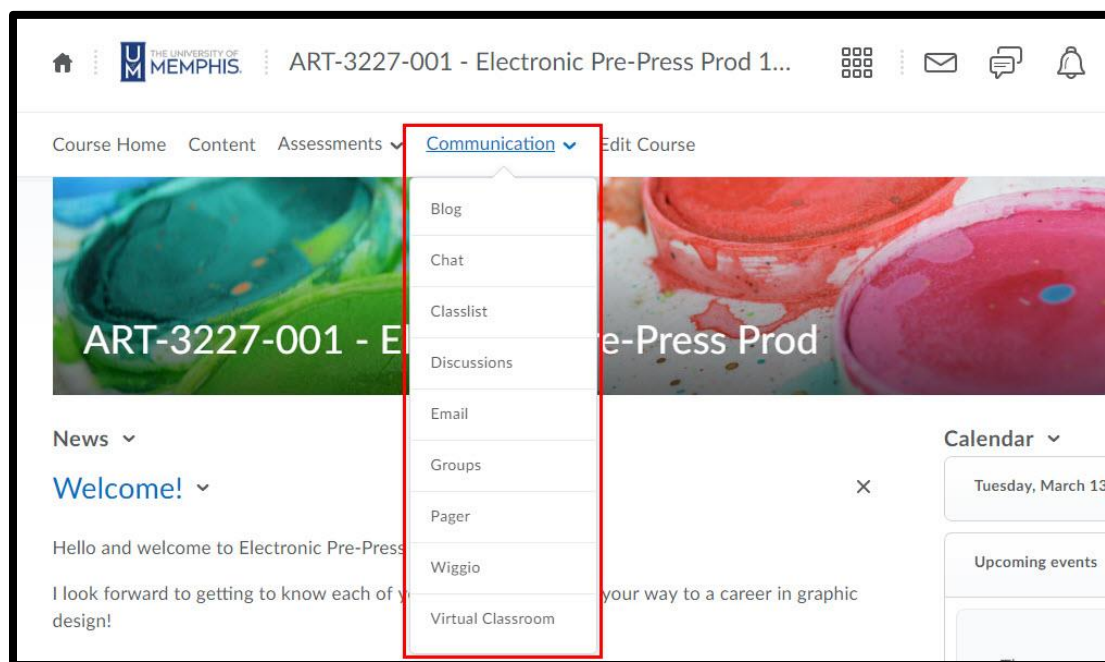 THE UNIVERSITY OF
MEMPHIS.
ART-3227-001 - Electronic Pre-Press Prod 1...
Course Home Content Assessments Communication Edit Course
Blog
Chat
Classlist
ART-3227-001 - E e-Press Prod
Discussions
Email
News
Calendar
Groups
Welcome!
Tuesday, March 13
Pager
Hello and welcome to Electronic Pre-Press
Upcoming events
Wiggio
I look forward to getting to know each of y your way to a career in graphic
design!
Virtual Classroom